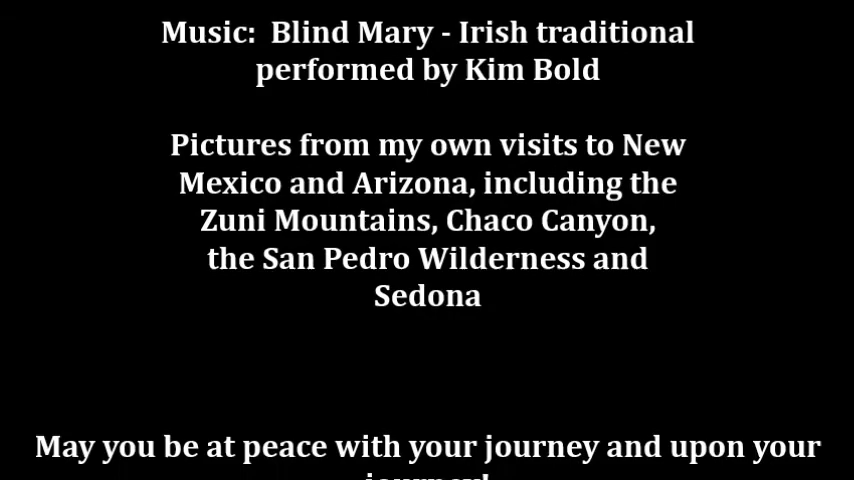 Music:  Blind Mary - Irish traditional
performed by Kim Bold
Pictures from my own visits to New
Mexico and Arizona, including the
Zuni Mountains, Chaco Canyon,
the San Pedro Wilderness and
Sedona
May you be at peace with your journey and upon your
journey!